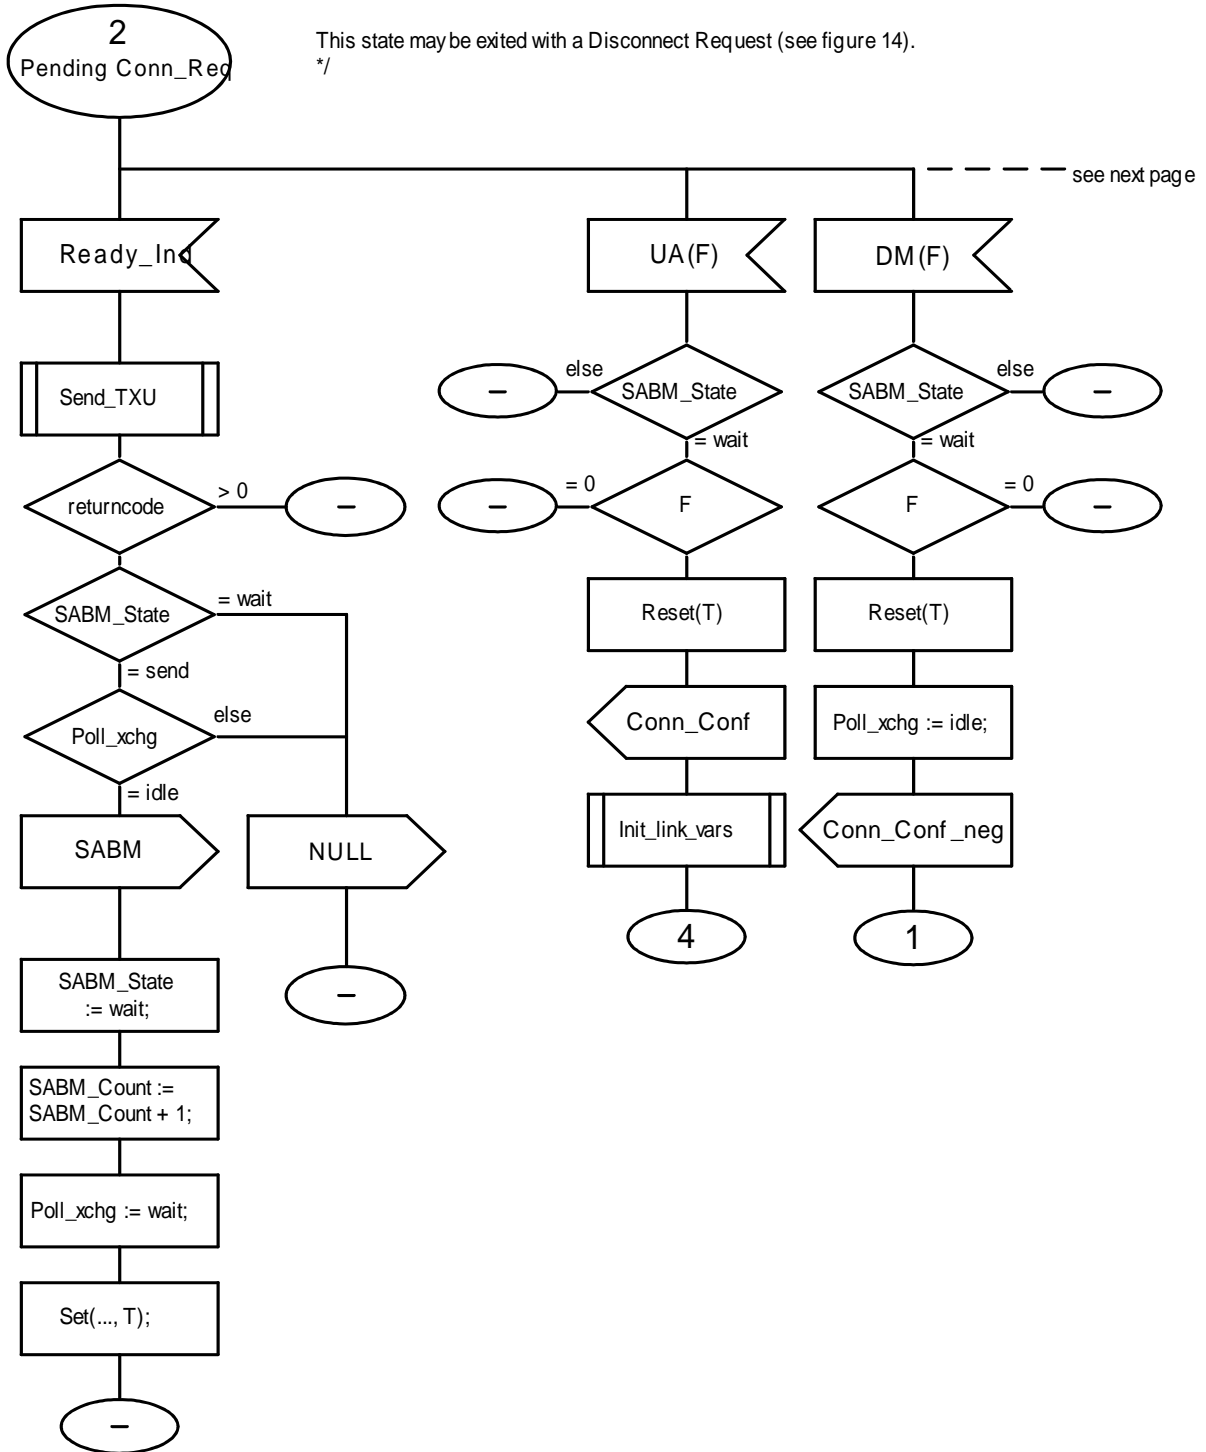 2
Pending Conn_Req
This state may be exited with a Disconnect Request (see figure 14).
*/
see next page
Ready_Ind
Send_TXU
returncode
> 0
–
SABM_State
= wait
= send
Poll_xchg
else
= idle
SABM
NULL
–
SABM_State
:= wait;
SABM_Count :=
SABM_Count + 1;
Poll_xchg := wait;
Set(..., T);
–
UA(F)
else
–
SABM_State
= wait
= 0
–
F
Reset(T)
Conn_Conf
Init_link_vars
4
DM(F)
SABM_State
else
–
= wait
F
= 0
–
Reset(T)
Poll_xchg := idle;
Conn_Conf_neg
1